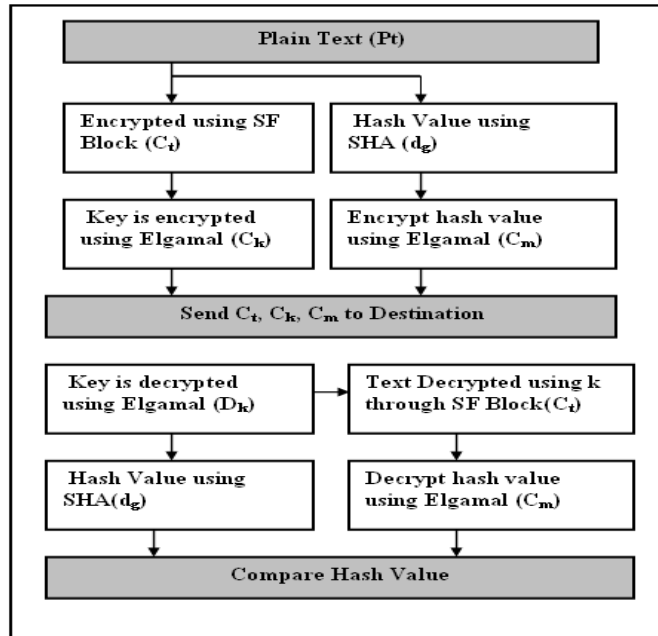 Plain Text (Pt)
Encrypted using SF
Block (Cₜ)
Hash Value using
SHA (d_g)
Key is encrypted
using Elgamal (Cₖ)
Encrypt hash value
using Elgamal (Cₘ)
Send Cₜ, Cₖ, Cₘ to Destination
Key is decrypted
using Elgamal (Dₖ)
Text Decrypted using k
through SF Block(Cₜ)
Hash Value using
SHA(d_g)
Decrypt hash value
using Elgamal (Cₘ)
Compare Hash Value